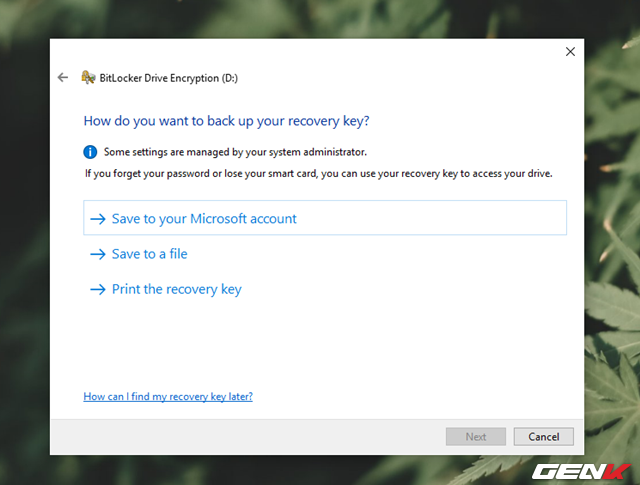 BitLocker Drive Encryption (D:)
How do you want to back up your recovery key?
Some settings are managed by your system administrator.
If you forget your password or lose your smart card, you can use your recovery key to access your drive.
Save to your Microsoft account
Save to a file
Print the recovery key
How can I find my recovery key later?
Next
Cancel
GENK